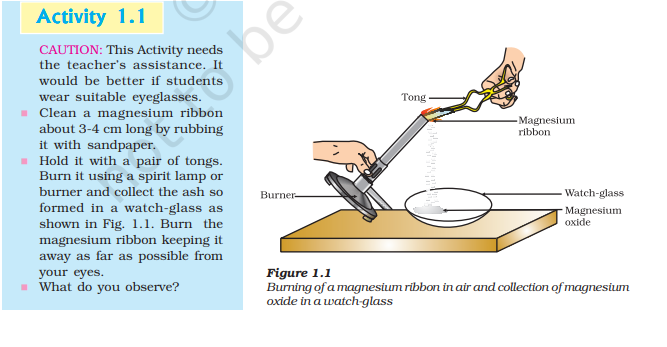 Activity 1.1
CAUTION: This Activity needs
the teacher's assistance. It
would be better if students
wear suitable eyeglasses.
Clean a magnesium ribbon
about 3-4 cm long by rubbing
it with sandpaper.
Hold it with a pair of tongs.
Burn it using a spirit lamp or
burner and collect the ash so
formed in a watch-glass as
shown in Fig. 1.1. Burn the
magnesium ribbon keeping it
away as far as possible from
your eyes.
What do you observe?
not to be
©
Tong
Magnesium
ribbon
Burner
Watch-glass
Magnesium
oxide
Figure 1.1
Burning of a magnesium ribbon in air and collection of magnesium
oxide in a watch-glass